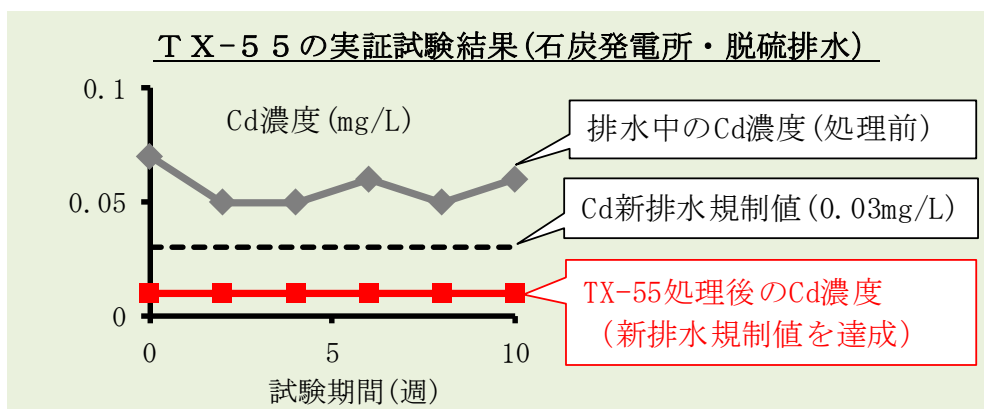 ＴＸ-５５の実証試験結果(石炭発電所・脱硫排水)
0.1
Cd濃度(mg/L)
排水中のCd濃度(処理前)
0.05
Cd新排水規制値(0.03mg/L)
TX-55処理後のCd濃度
(新排水規制値を達成)
0
0
5
10
試験期間(週)